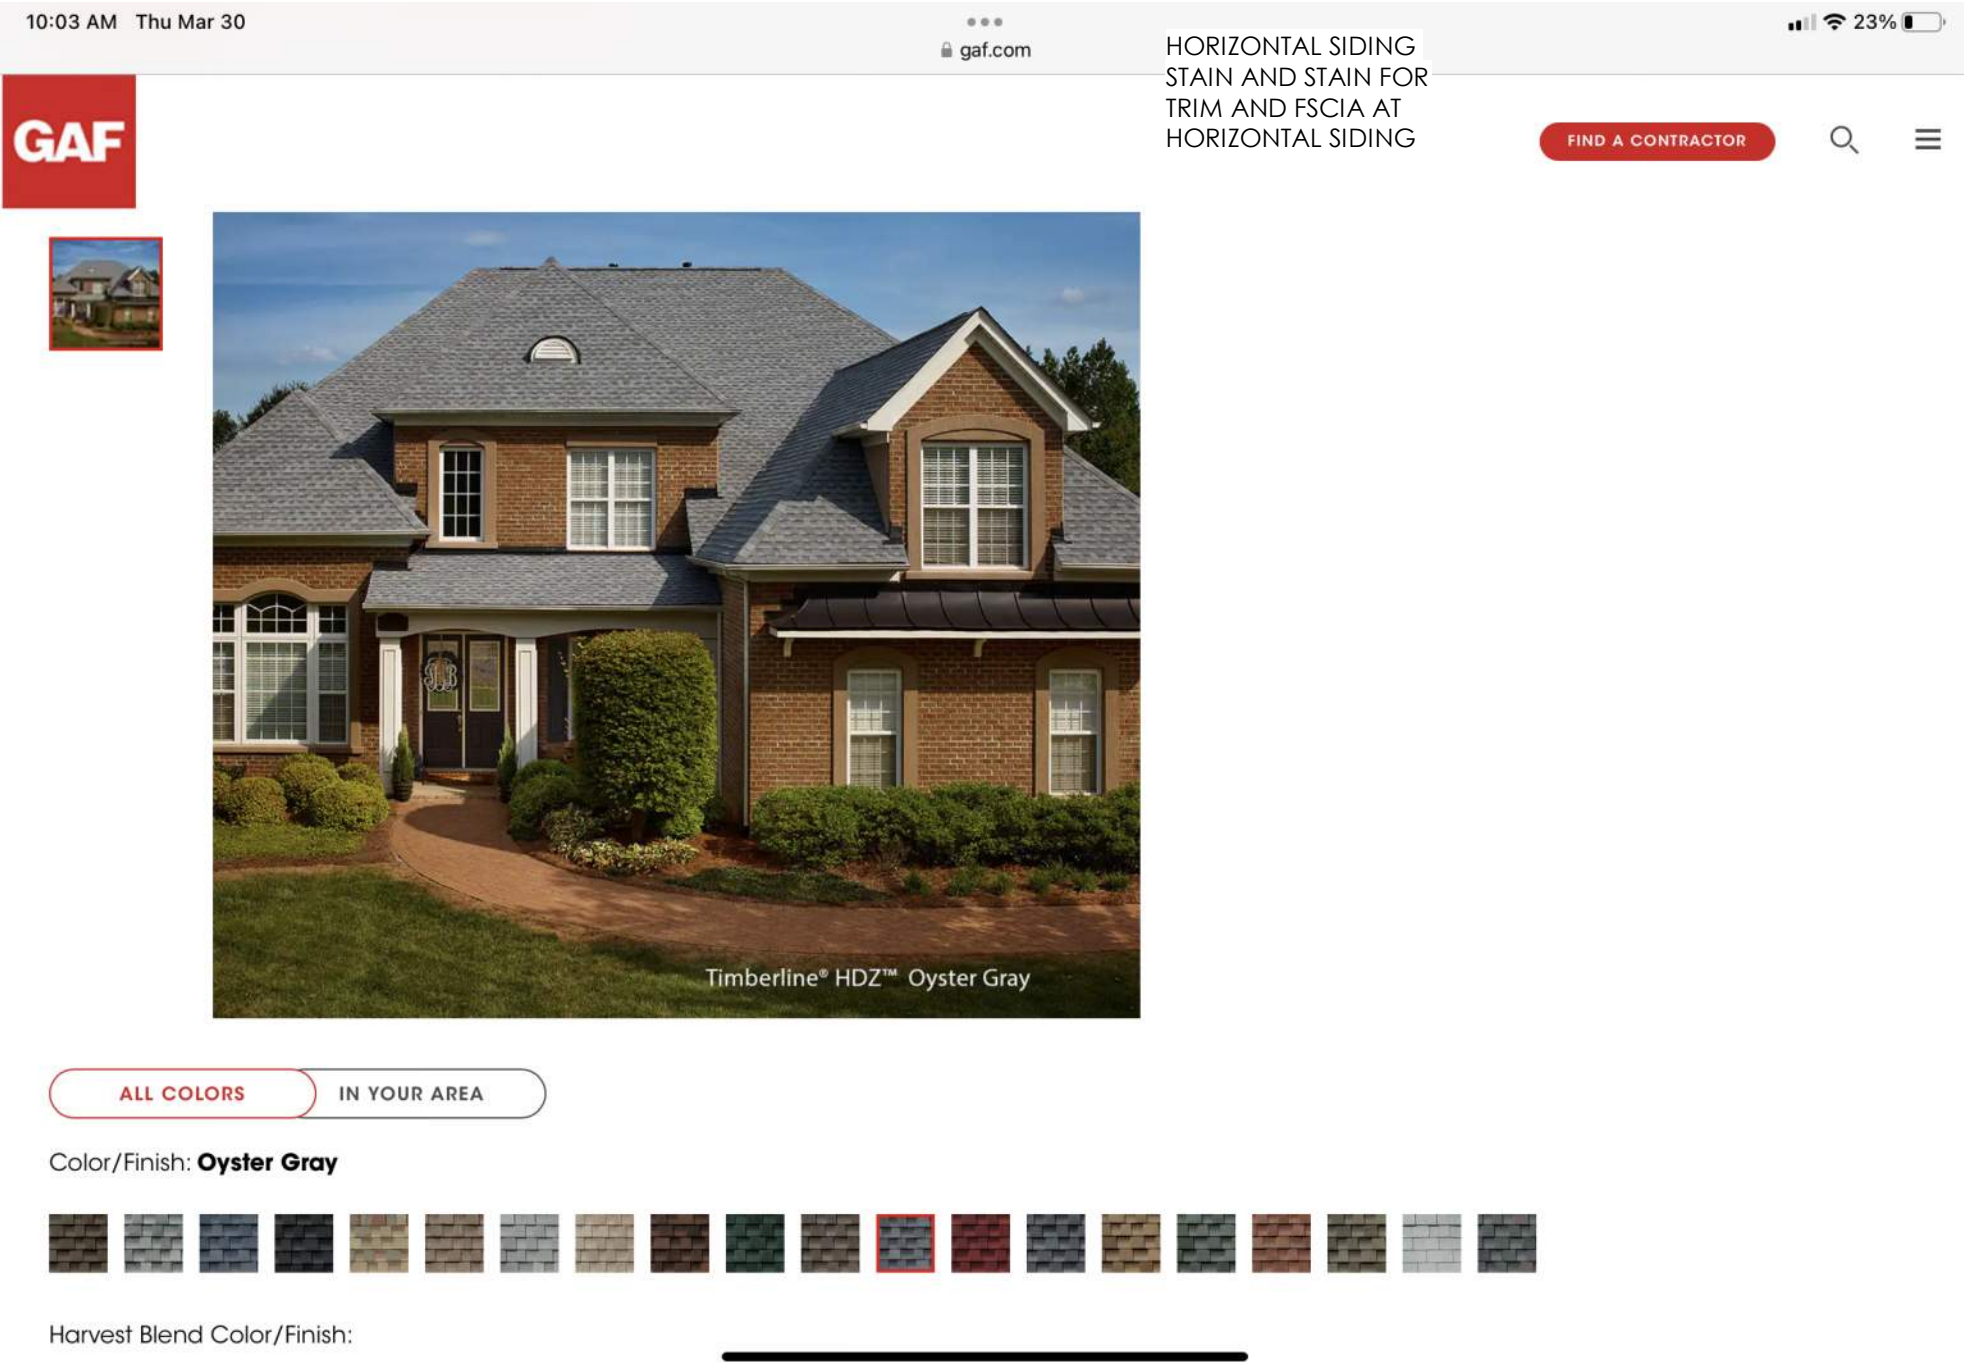 10:03 AM Thu Mar 30
gaf.com
23%
HORIZONTAL SIDING
STAIN AND STAIN FOR
TRIM AND FSCIA AT
HORIZONTAL SIDING
GAF
FIND A CONTRACTOR
Timberline® HDZ™ Oyster Gray
ALL COLORS
IN YOUR AREA
Color/Finish: Oyster Gray
Harvest Blend Color/Finish: